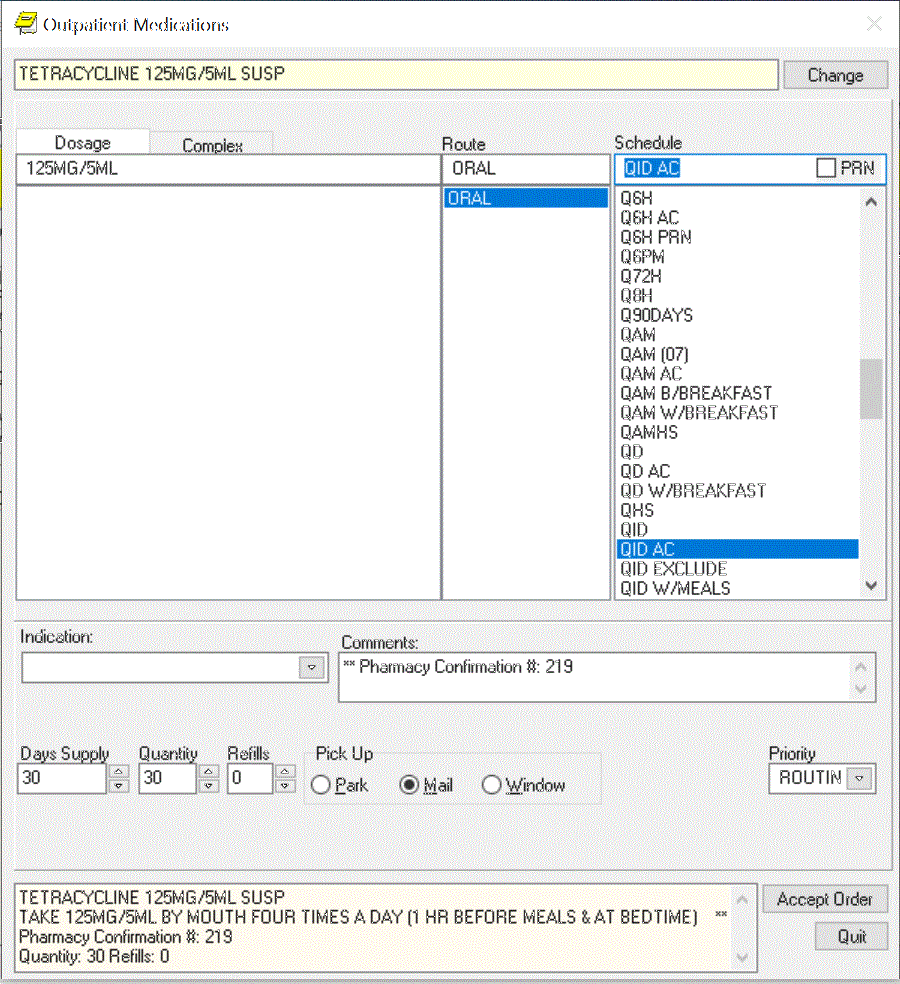 Outpatient Medications
TETRACYCLINE 125MG/5ML SUSP
Change
Dosage
Complex
Route
Schedule
125MG/5ML
ORAL
QID AC
PRN
ORAL
Q6H
Q6H AC
Q6H PRN
Q6PM
Q72H
Q8H
Q90DAYS
QAM
QAM (07)
QAM AC
QAM B/BREAKFAST
QAM W/BREAKFAST
QAMHS
QD
QD AC
QD W/BREAKFAST
QHS
QID
QID AC
QID EXCLUDE
QID W/MEALS
Indication:
Comments:
** Pharmacy Confirmation #: 219
Days Supply
Quantity
Refills
Pick Up
Priority
30
30
0
Park
Mail
Window
ROUTIN
TETRACYCLINE 125MG/5ML SUSP
TAKE 125MG/5ML BY MOUTH FOUR TIMES A DAY (1 HR BEFORE MEALS & AT BEDTIME) **
Pharmacy Confirmation #: 219
Quantity: 30 Refills: 0
Accept Order
Quit